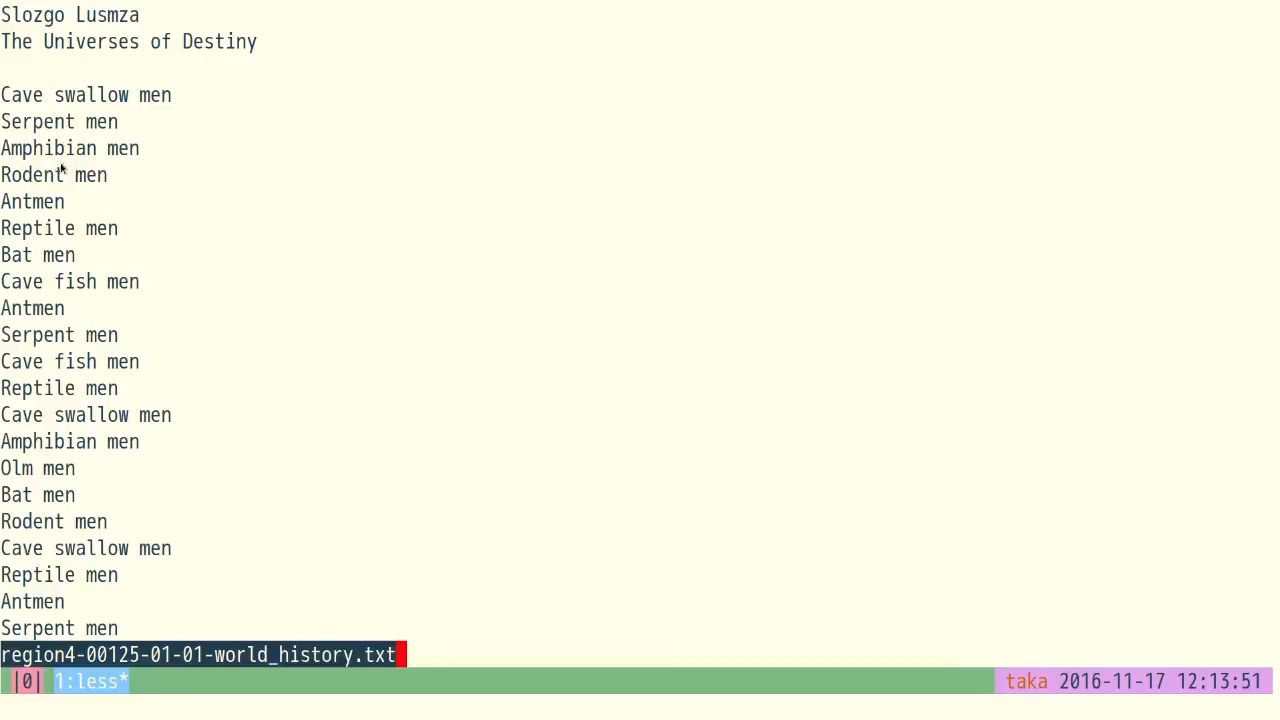 Slozgo Lusmza
The Universes of Destiny
Cave swallow men
Serpent men
Amphibian men
Rodent men
Antmen
Reptile men
Bat men
Cave fish men
Antmen
Serpent men
Cave fish men
Reptile men
Cave swallow men
Amphibian men
Olm men
Bat men
Rodent men
Cave swallow men
Reptile men
Antmen
Serpent men
region4-00125-01-01-world_history.txt
|0| 1:less* taka 2016-11-17 12:13:51